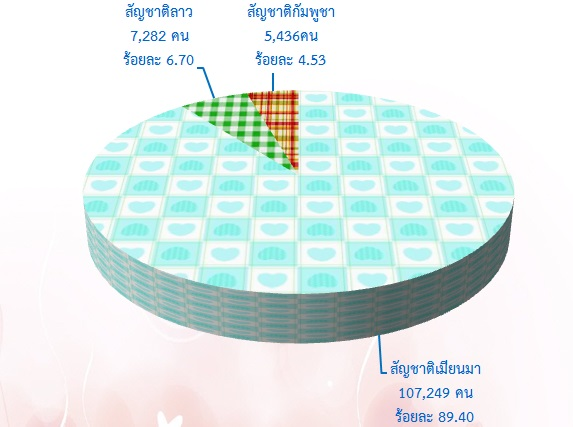 สัญชาติลาว
7,282 คน
ร้อยละ 6.70
สัญชาติกัมพูชา
5,436คน
ร้อยละ 4.53
สัญชาติเมียนมา
107,249 คน
ร้อยละ 89.40